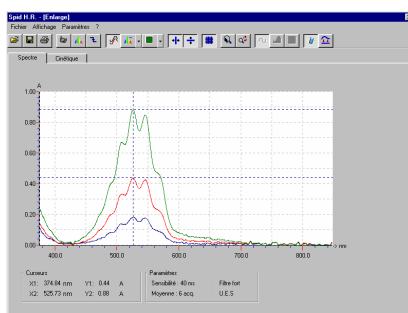 Spid H.R. - [Enlarge]
Fichier Affichage Paramètres ?
Spectre Cinétique
A
1.00
0.80
0.60
0.40
0.20
0.00
400.0 500.0 600.0 700.0 800.0 nm
Curseurs
X1: 374.84 nm Y1: 0.44 A
X2: 525.73 nm Y2: 0.88 A
Paramètres
Sensibilité : 40 ns Filtre fort
Moyenne : 6 acq. U.E.S